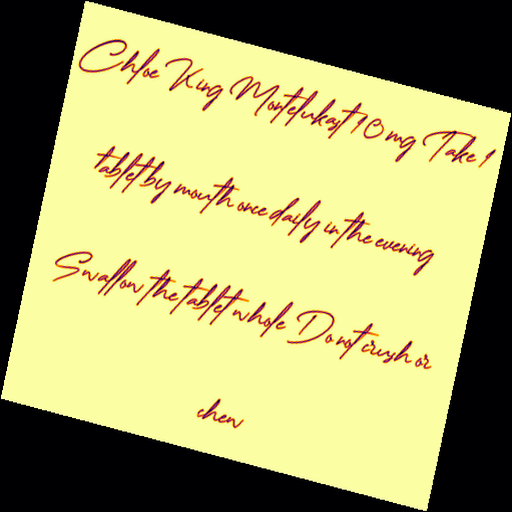 Chloe King Montelukast 10 mg Take 1
tablet by mouth once daily in the evening
Swallow the tablet whole Do not crush or
chew